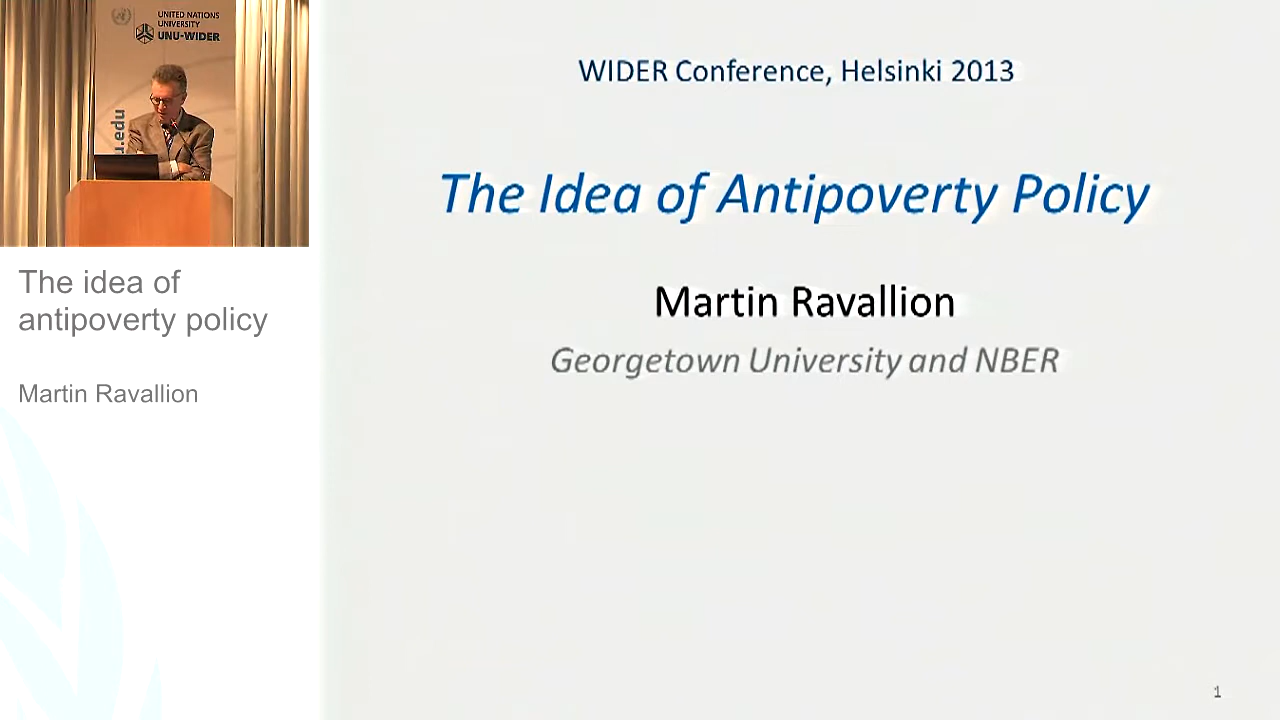 UNITED NATIONS
UNIVERSITY
UNU-WIDER
u.edu
The idea of
antipoverty policy
Martin Ravallion
WIDER Conference, Helsinki 2013
The Idea of Antipoverty Policy
Martin Ravallion
Georgetown University and NBER
1